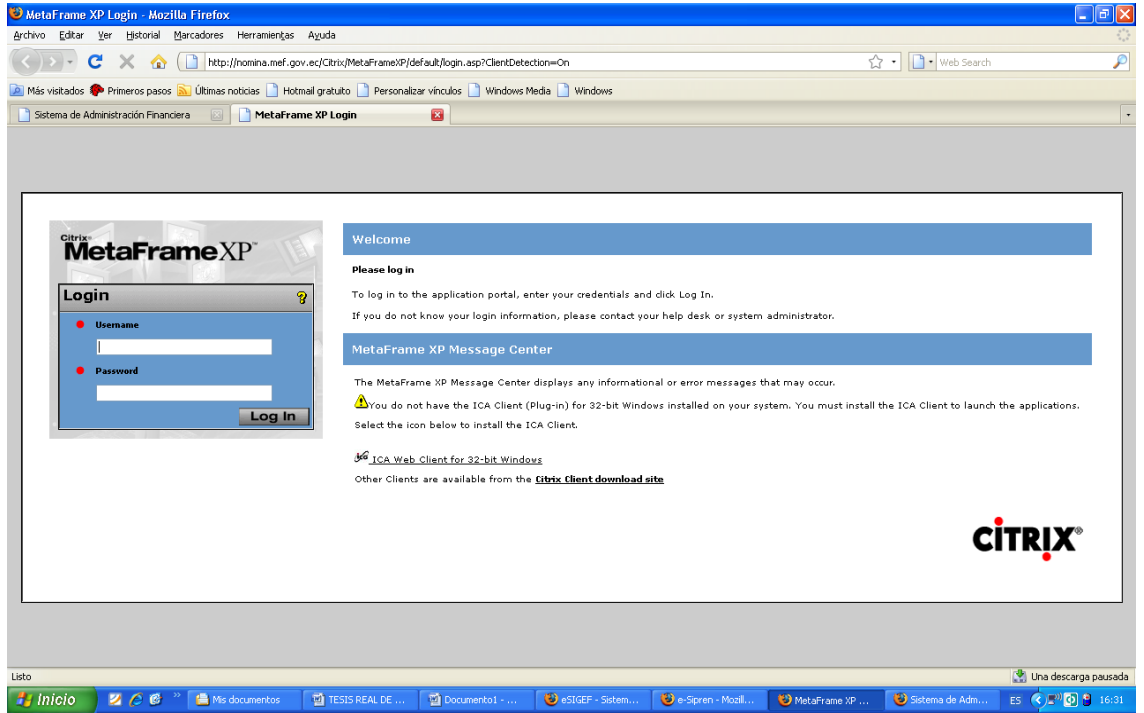 MetaFrame XP Login - Mozilla Firefox
Archivo Editar Ver Historial Marcadores Herramientas Ayuda
http://nomina.mef.gov.ec/Citrix/MetaFrameXP/default/login.asp?ClientDetection=On
Web Search
Más visitados Primeros pasos Últimas noticias Hotmail gratuito Personalizar vínculos Windows Media Windows
Sistema de Administración Financiera MetaFrame XP Login
Citrix®
MetaFrameXP™
Login ?
Username
Password
Log In
Welcome
Please log in
To log in to the application portal, enter your credentials and click Log In.
If you do not know your login information, please contact your help desk or system administrator.
MetaFrame XP Message Center
The MetaFrame XP Message Center displays any informational or error messages that may occur.
You do not have the ICA Client (Plug-in) for 32-bit Windows installed on your system. You must install the ICA Client to launch the applications.
Select the icon below to install the ICA Client.
ICA Web Client for 32-bit Windows
Other Clients are available from the Citrix Client download site
CITRIX®
Listo
Una descarga pausada
Inicio » Mis documentos TESIS REAL DE ... Documento1 - ... eSIGEF - Sistem... e-Sipren - Mozill... MetaFrame XP ... Sistema de Adm... ES 16:31